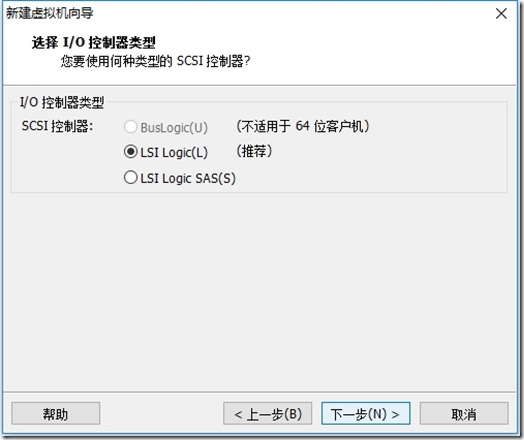 新建虚拟机向导
选择 I/O 控制器类型
您要使用何种类型的 SCSI 控制器?
I/O 控制器类型
SCSI 控制器: BusLogic(U) (不适用于 64 位客户机)
LSI Logic(L) (推荐)
LSI Logic SAS(S)
帮助 < 上一步(B) 下一步(N) > 取消